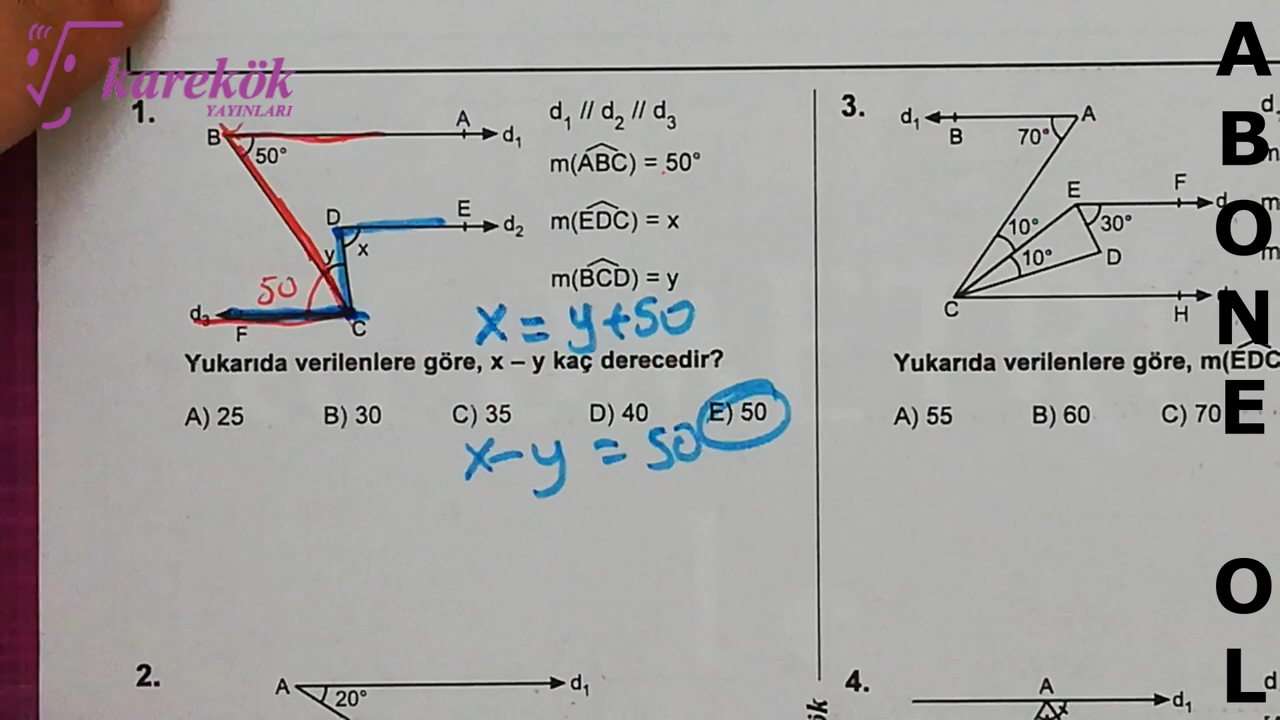 karekök
YAYINLARI
1.
B
A
d₁
50°
D
E
d₂
y
x
50
d₃
F
C
d₁ // d₂ // d₃
m(ABC) = 50°
m(EDC) = x
m(BCD) = y
x = y+50
Yukarıda verilenlere göre, x – y kaç derecedir?
A) 25 B) 30 C) 35 D) 40 E) 50
x-y = 50
2.
A
20°
d₁
3.
d₁
B
A
70°
E
F
d
10°
30°
10°
D
C
H
Yukarıda verilenlere göre, m(EDC
A) 55 B) 60 C) 70
4.
A
x
d₁
ABONE
OL